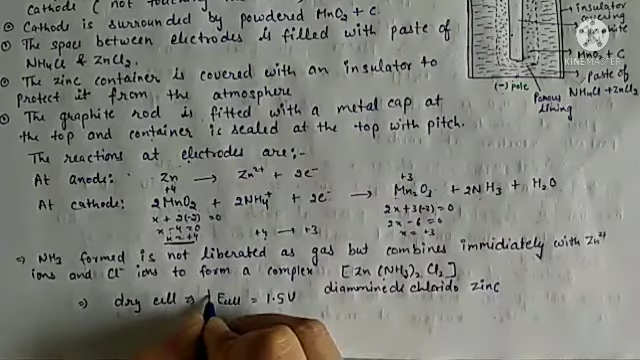 cathode (not touching
⊙ Cathode is surrounded by powdered MnO2 + C.
⊙ The space between electrodes is filled with paste of
NH4Cl & ZnCl2.
⊙ The zinc container is covered with an insulator to
protect it from the atmosphere
⊙ The graphite rod is fitted with a metal cap at
the top and container is sealed at the top with pitch.
The reactions at electrodes are:-
At anode: Zn → Zn2+ + 2e-
+4 +3
At cathode: 2MnO2 + 2NH4+ + 2e- → Mn2O3 + 2NH3 + H2O
x + 2(-2) = 0 2x + 3(-2) = 0
x - 4 = 0 2x - 6 = 0
x = +4 +4 → +3 x = +3
⇒ NH3 formed is not liberated as gas but combines immidiately with Zn2+
ions and Cl- ions to form a complex [Zn(NH3)2Cl2]
diammine dichlorido zinc
⇒ dry cell ⇒ Ecell = 1.5V
insulator
covering
MnO2 + C
paste of
NH4Cl + ZnCl2
(-) pole
Porous
lining
KINEMASTER